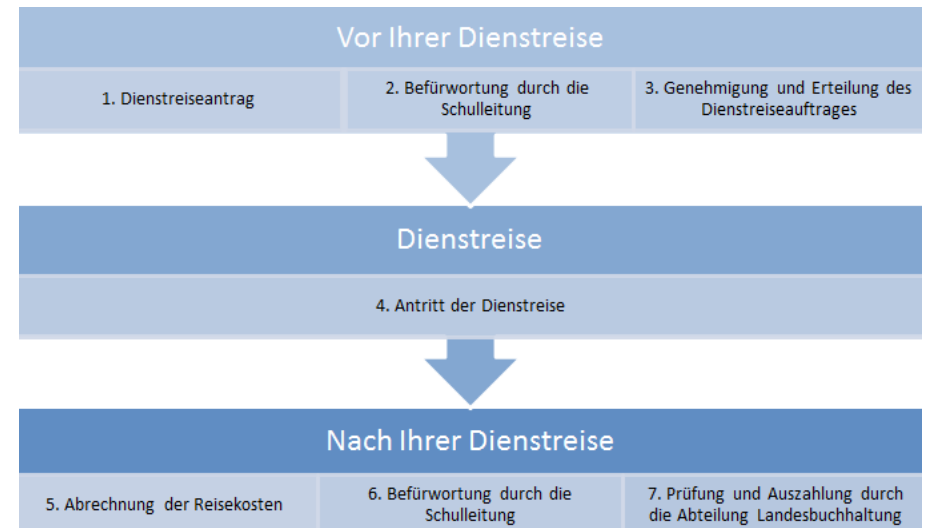 Vor Ihrer Dienstreise
1. Dienstreiseantrag
2. Befürwortung durch die
Schulleitung
3. Genehmigung und Erteilung des
Dienstreiseauftrages
Dienstreise
4. Antritt der Dienstreise
Nach Ihrer Dienstreise
5. Abrechnung der Reisekosten
6. Befürwortung durch die
Schulleitung
7. Prüfung und Auszahlung durch
die Abteilung Landesbuchhaltung